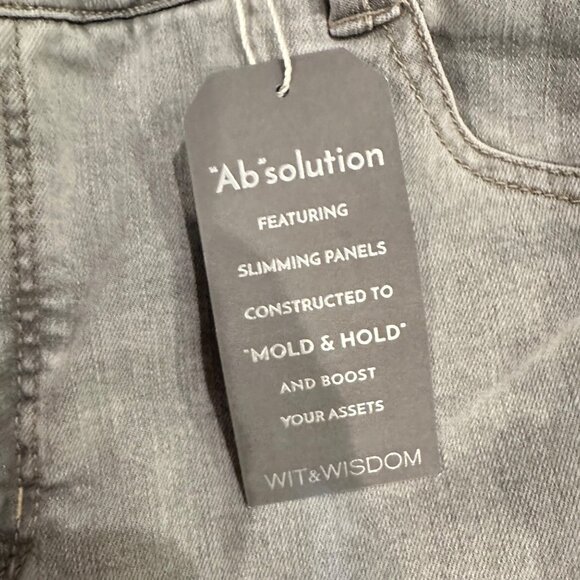 "Ab"solution
FEATURING
SLIMMING PANELS
CONSTRUCTED TO
"MOLD & HOLD"
AND BOOST
YOUR ASSETS
WIT&WISDOM